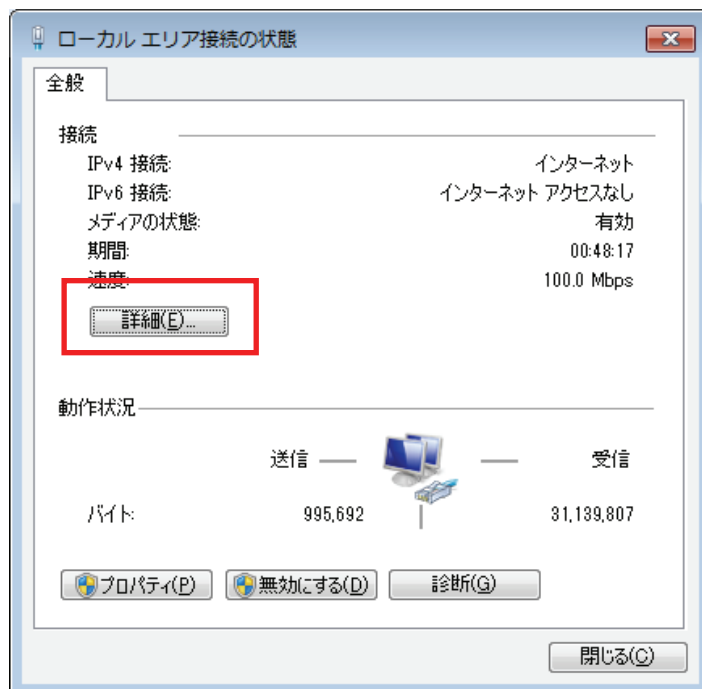 ローカル エリア接続の状態
全般
接続
IPv4 接続: インターネット
IPv6 接続: インターネット アクセスなし
メディアの状態: 有効
期間: 00:48:17
速度: 100.0 Mbps
詳細(E)...
動作状況
送信 受信
バイト: 995,692 31,139,807
プロパティ(P) 無効にする(D) 診断(G)
閉じる(C)